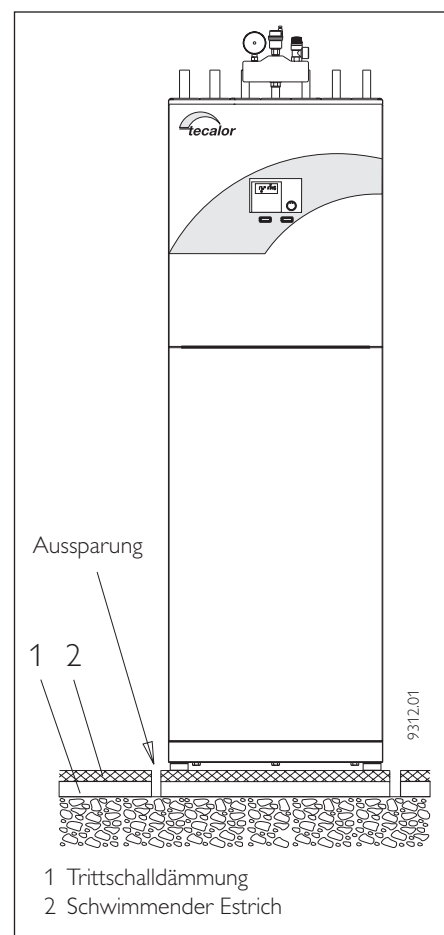 tecalor
Aussparung
1 2
9312.01
1 Trittschalldämmung
2 Schwimmender Estrich